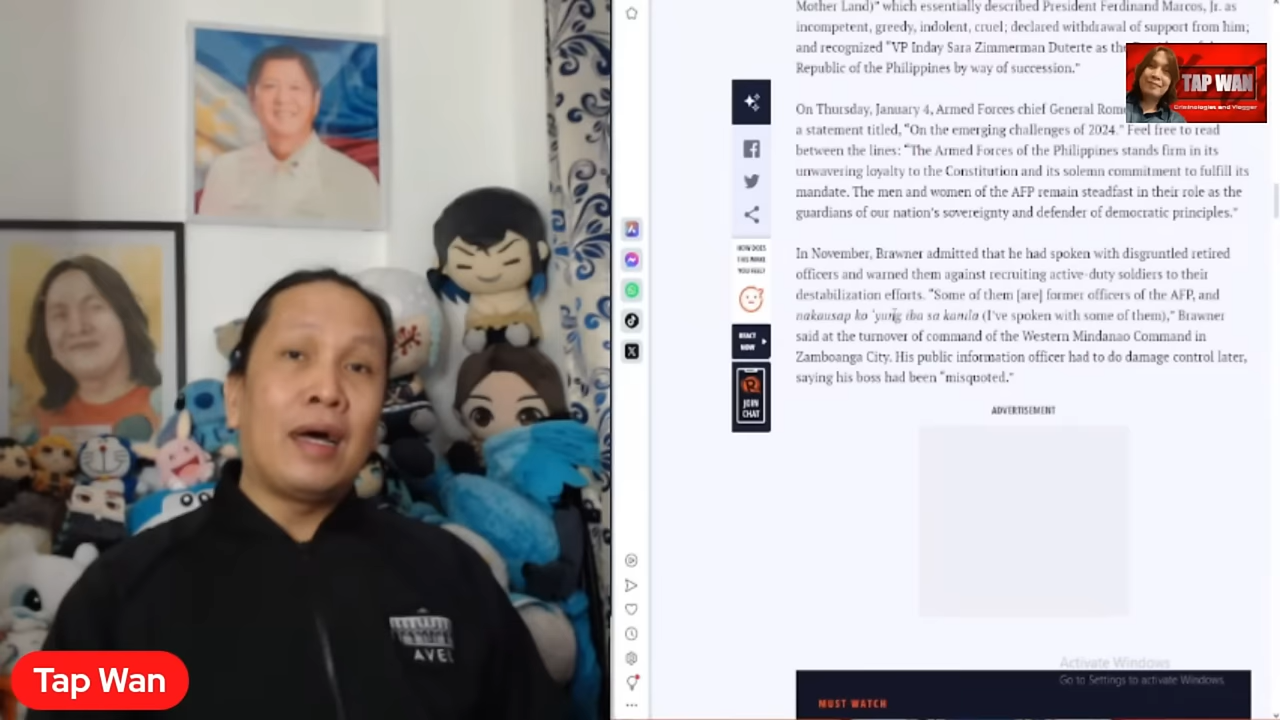 Mother Land)” which essentially described President Ferdinand Marcos, Jr. as
incompetent, greedy, indolent, cruel; declared withdrawal of support from him;
and recognized “VP Inday Sara Zimmerman Duterte as the
Republic of the Philippines by way of succession.”
TAP WAN
Criminologist and Vlogger
On Thursday, January 4, Armed Forces chief General
a statement titled, “On the emerging challenges of 2024.” Feel free to read
between the lines: “The Armed Forces of the Philippines stands firm in its
unwavering loyalty to the Constitution and its solemn commitment to fulfill its
mandate. The men and women of the AFP remain steadfast in their role as the
guardians of our nation’s sovereignty and defender of democratic principles.”
HOW DOES
THIS MAKE
YOU FEEL?
REACT
NOW
JOIN
CHAT
In November, Brawner admitted that he had spoken with disgruntled retired
officers and warned them against recruiting active-duty soldiers to their
destabilization efforts. “Some of them [are] former officers of the AFP, and
nakausap ko ‘yung iba sa kanila (I’ve spoken with some of them),” Brawner
said at the turnover of command of the Western Mindanao Command in
Zamboanga City. His public information officer had to do damage control later,
saying his boss had been “misquoted.”
ADVERTISEMENT
Activate Windows
Go to Settings to activate Windows.
MUST WATCH
Tap Wan